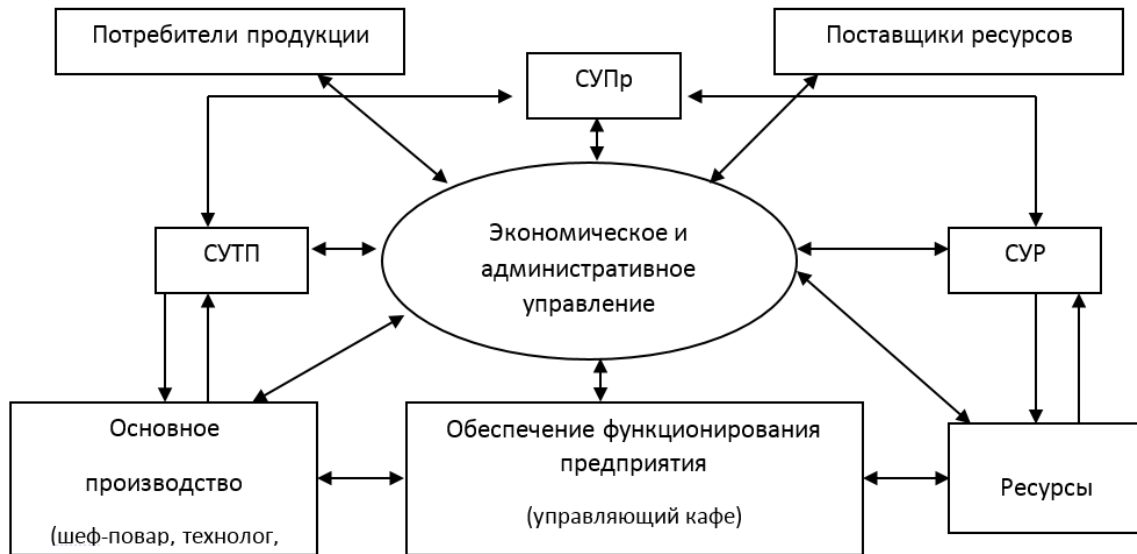 Потребители продукции
Поставщики ресурсов
СУПр
СУТП
Экономическое и
административное
управление
СУР
Основное
производство
(шеф-повар, технолог,
Обеспечение функционирования
предприятия
(управляющий кафе)
Ресурсы